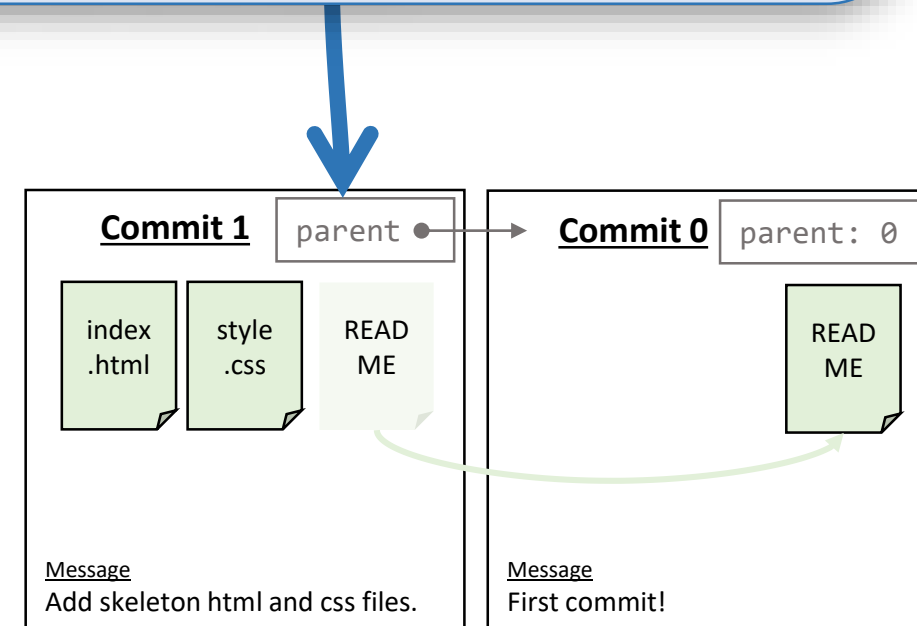 Commit 1
parent
index
.html
style
.css
READ
ME
Message
Add skeleton html and css files.
Commit 0
parent: 0
READ
ME
Message
First commit!